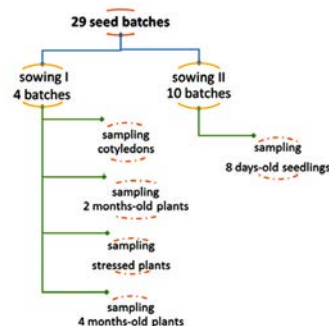 29 seed batches
sowing I
4 batches
sowing II
10 batches
sampling
cotyledons
sampling
8 days-old seedlings
sampling
2 months-old plants
sampling
stressed plants
sampling
4 months-old plants